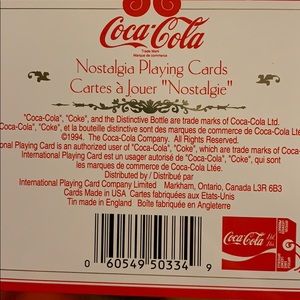 Coca-Cola
Trade Mark
Marque de commerce
Nostalgia Playing Cards
Cartes à Jouer "Nostalgie"
"Coca-Cola", "Coke", and the Distinctive Bottle are trade marks of Coca-Cola Ltd.
Coca-Cola", "Coke", et la bouteille distinctive sont des marques de commerce de Coca-Cola Lté
©1994. The Coca-Cola Company. All Rights Reserved.
onal Playing Card is an authorized user of "Coca-Cola", "Coke", which are trade marks of Coca-C
International Playing Card est un usager autorisé de "Coca-Cola", "Coke", qui sont
les marques de commerce de Coca-Cola Ltée.
Distributed by / Distribué par
International Playing Card Company Limited Markham, Ontario, Canada L3R 6B3
Cards Made in USA Cartes fabriquées aux Etats-Unis
Tin made in England Boîte fabriquée en Angleterre
0 60549 50334 9
Coca-Cola